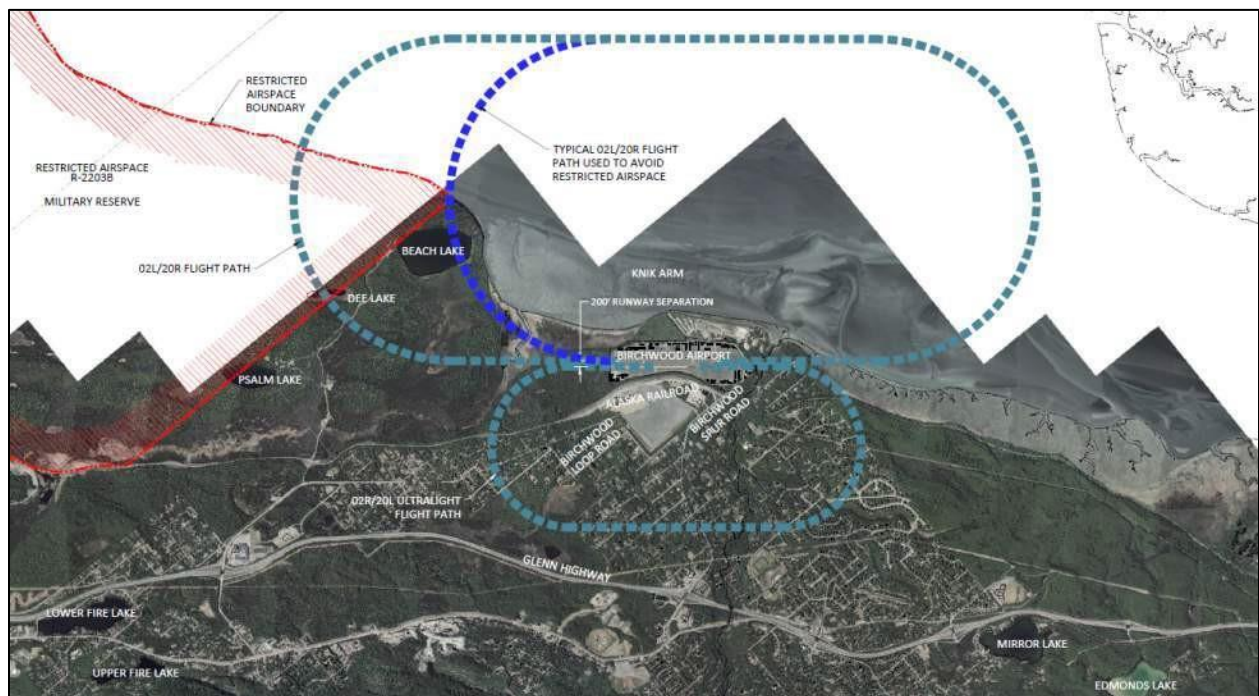 RESTRICTED
AIRSPACE
BOUNDARY
TYPICAL 02L/20R FLIGHT
PATH USED TO AVOID
RESTRICTED AIRSPACE
RESTRICTED AIRSPACE
R-2203B
MILITARY RESERVE
BEACH LAKE
02L/20R FLIGHT PATH
KNIK ARM
DEE LAKE
200' RUNWAY SEPARATION
BIRCHWOOD AIRPORT
PSALM LAKE
ALASKA RAILROAD
BIRCHWOOD
LOOP ROAD
BIRCHWOOD
SPUR ROAD
02R/20L ULTRALIGHT
FLIGHT PATH
GLENN HIGHWAY
LOWER FIRE LAKE
MIRROR LAKE
UPPER FIRE LAKE
EDMONDS LAKE